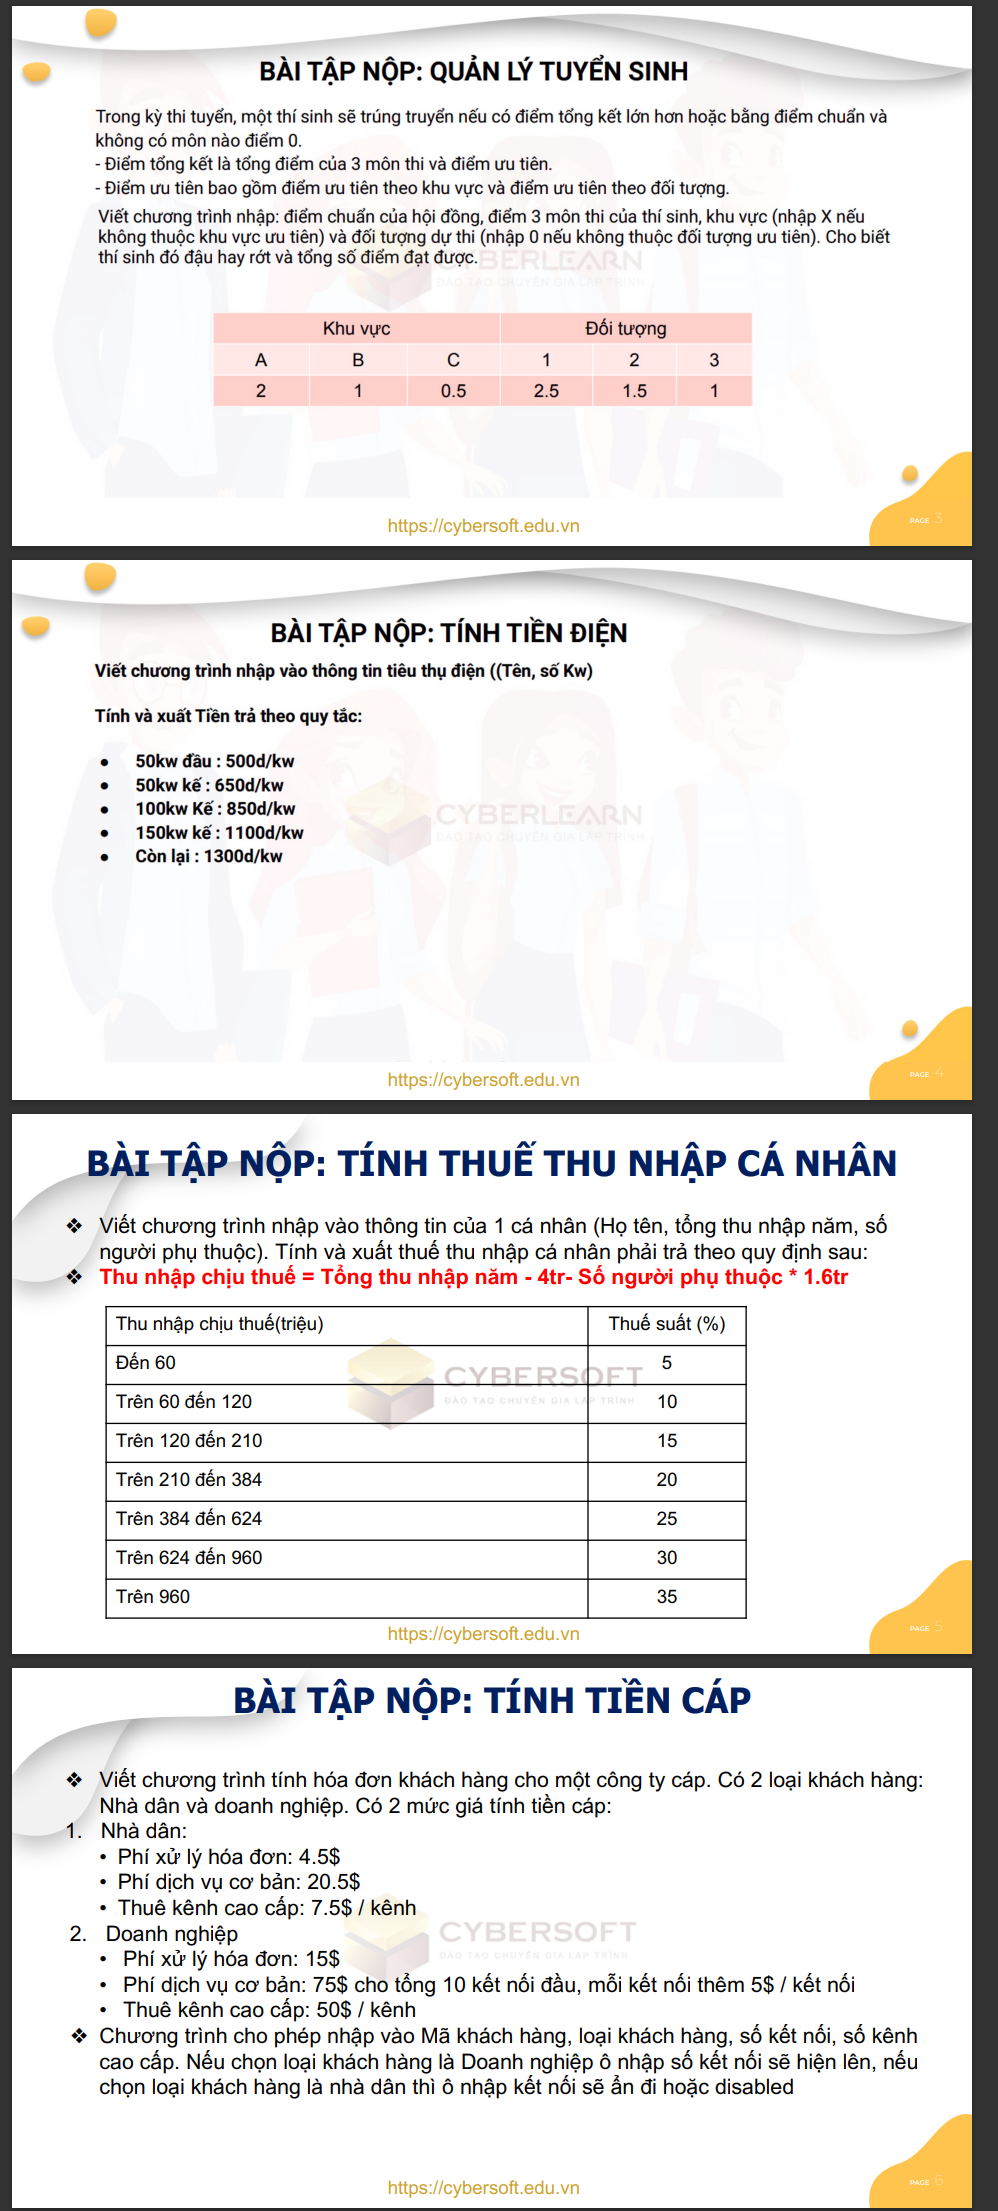 BÀI TẬP NỘP: QUẢN LÝ TUYỂN SINH
Trong kỳ thi tuyển, một thí sinh sẽ trúng truyển nếu có điểm tổng kết lớn hơn hoặc bằng điểm chuẩn và
không có môn nào điểm 0.
- Điểm tổng kết là tổng điểm của 3 môn thi và điểm ưu tiên.
- Điểm ưu tiên bao gồm điểm ưu tiên theo khu vực và điểm ưu tiên theo đối tượng.
Viết chương trình nhập: điểm chuẩn của hội đồng, điểm 3 môn thi của thí sinh, khu vực (nhập X nếu
không thuộc khu vực ưu tiên) và đối tượng dự thi (nhập 0 nếu không thuộc đối tượng ưu tiên). Cho biết
thí sinh đó đậu hay rớt và tổng số điểm đạt được.
CYBERLEARN
ĐÀO TẠO CHUYÊN GIA LẬP TRÌNH
Khu vực Đối tượng
A B C 1 2 3
2 1 0.5 2.5 1.5 1
https://cybersoft.edu.vn
PAGE 3
BÀI TẬP NỘP: TÍNH TIỀN ĐIỆN
Viết chương trình nhập vào thông tin tiêu thụ điện ((Tên, số Kw)
Tính và xuất Tiền trả theo quy tắc:
● 50kw đầu : 500d/kw
● 50kw kế : 650d/kw
● 100kw Kế : 850d/kw
● 150kw kế : 1100d/kw
● Còn lại : 1300d/kw
CYBERLEARN
ĐÀO TẠO CHUYÊN GIA LẬP TRÌNH
https://cybersoft.edu.vn
PAGE 4
BÀI TẬP NỘP: TÍNH THUẾ THU NHẬP CÁ NHÂN
❖ Viết chương trình nhập vào thông tin của 1 cá nhân (Họ tên, tổng thu nhập năm, số
người phụ thuộc). Tính và xuất thuế thu nhập cá nhân phải trả theo quy định sau:
❖ Thu nhập chịu thuế = Tổng thu nhập năm - 4tr- Số người phụ thuộc * 1.6tr
Thu nhập chịu thuế(triệu) Thuế suất (%)
Đến 60 5
Trên 60 đến 120 10
Trên 120 đến 210 15
Trên 210 đến 384 20
Trên 384 đến 624 25
Trên 624 đến 960 30
Trên 960 35
CYBERSOFT
ĐÀO TẠO CHUYÊN GIA LẬP TRÌNH
https://cybersoft.edu.vn
PAGE 5
BÀI TẬP NỘP: TÍNH TIỀN CÁP
❖ Viết chương trình tính hóa đơn khách hàng cho một công ty cáp. Có 2 loại khách hàng:
Nhà dân và doanh nghiệp. Có 2 mức giá tính tiền cáp:
1. Nhà dân:
• Phí xử lý hóa đơn: 4.5$
• Phí dịch vụ cơ bản: 20.5$
• Thuê kênh cao cấp: 7.5$ / kênh
2. Doanh nghiệp
• Phí xử lý hóa đơn: 15$
• Phí dịch vụ cơ bản: 75$ cho tổng 10 kết nối đầu, mỗi kết nối thêm 5$ / kết nối
• Thuê kênh cao cấp: 50$ / kênh
❖ Chương trình cho phép nhập vào Mã khách hàng, loại khách hàng, số kết nối, số kênh
cao cấp. Nếu chọn loại khách hàng là Doanh nghiệp ô nhập số kết nối sẽ hiện lên, nếu
chọn loại khách hàng là nhà dân thì ô nhập kết nối sẽ ẩn đi hoặc disabled
CYBERSOFT
ĐÀO TẠO CHUYÊN GIA LẬP TRÌNH
https://cybersoft.edu.vn
PAGE 6